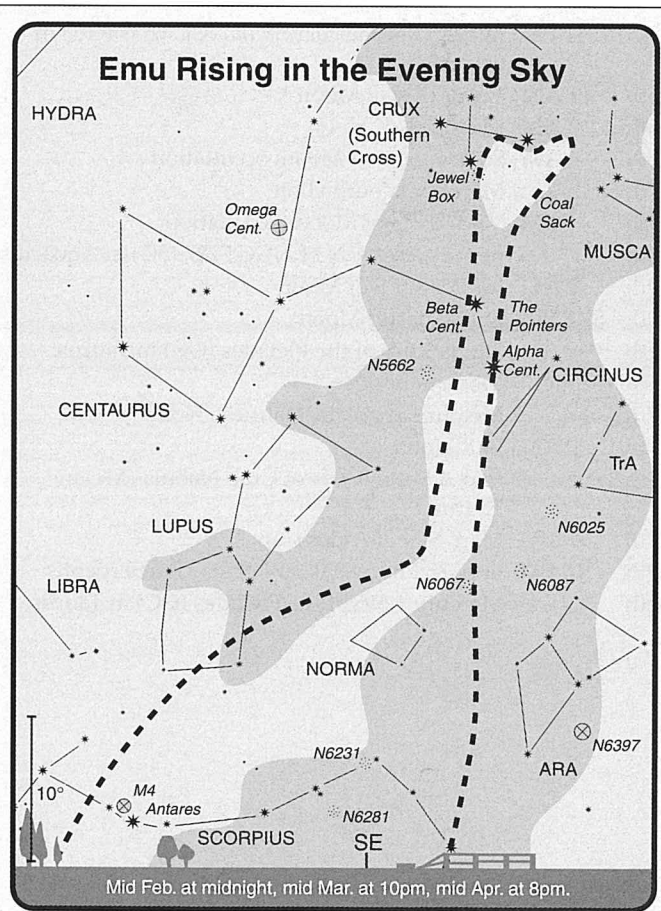 Emu Rising in the Evening Sky
HYDRA
CRUX
(Southern
Cross)
Jewel
Box
Coal
Sack
Omega
Cent.
MUSCA
Beta
Cent.
The
Pointers
Alpha
Cent.
N5662
CIRCINUS
CENTAURUS
TrA
N6025
LUPUS
LIBRA
N6067
N6087
NORMA
N6397
ARA
N6231
10°
M4
Antares
N6281
SCORPIUS
SE
Mid Feb. at midnight, mid Mar. at 10pm, mid Apr. at 8pm.